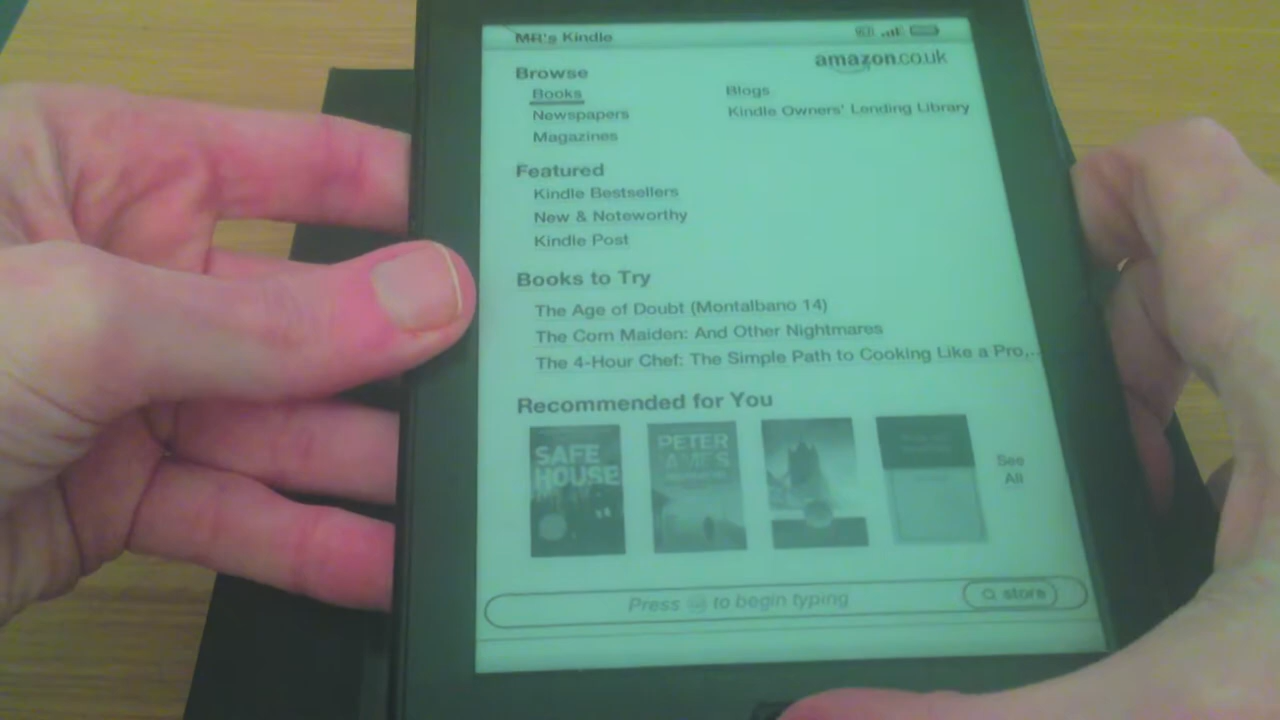 MR's Kindle
amazon.co.uk
Browse
Books
Newspapers
Magazines
Blogs
Kindle Owners' Lending Library
Featured
Kindle Bestsellers
New & Noteworthy
Kindle Post
Books to Try
The Age of Doubt (Montalbano 14)
The Corn Maiden: And Other Nightmares
The 4-Hour Chef: The Simple Path to Cooking Like a Pro,...
Recommended for You
SAFE
HOUSE
PETER
See
All
Press to begin typing
store